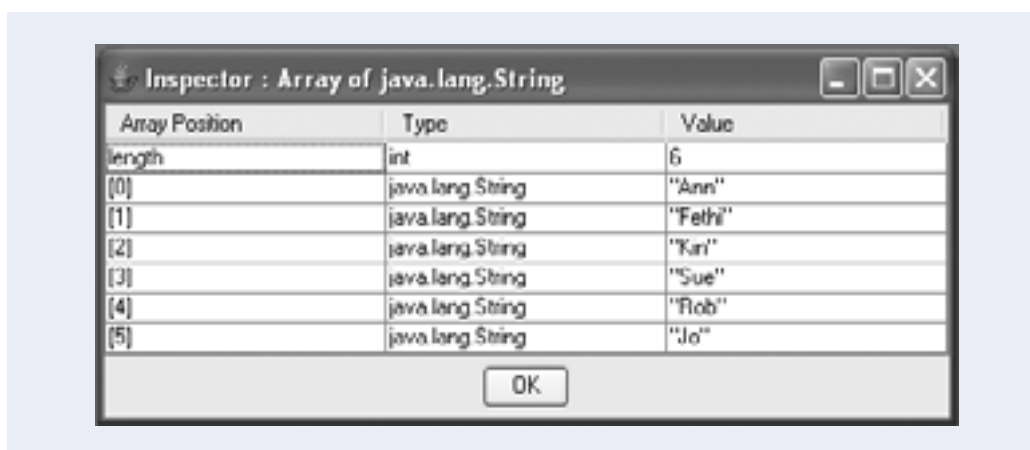 Inspector : Array of java.lang.String
Array Position Type Value
length int 6
[0] java.lang.String "Ann"
[1] java.lang.String "Fethi"
[2] java.lang.String "Kiri"
[3] java.lang.String "Sue"
[4] java.lang.String "Rob"
[5] java.lang.String "Jo"
OK